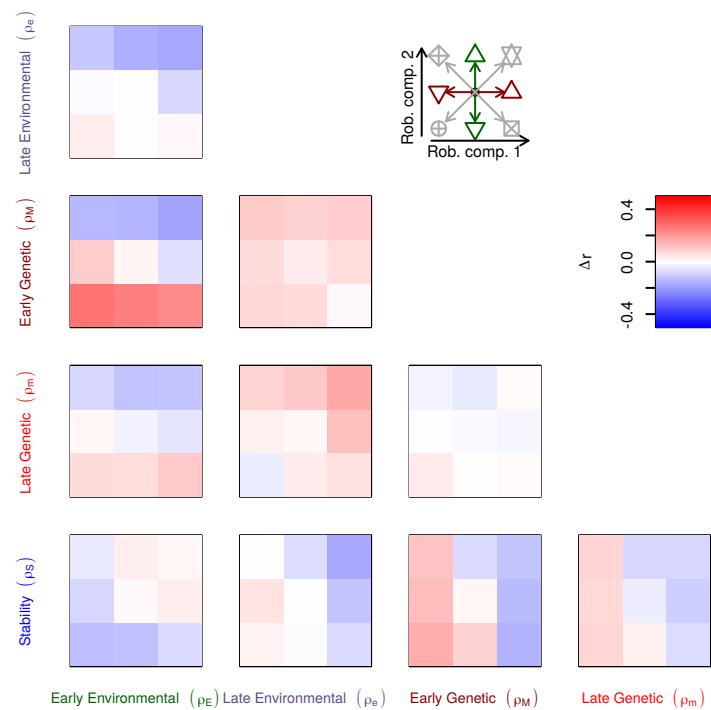 Late Environmental (ρe)
Rob. comp. 2
Rob. comp. 1
Early Genetic (ρM)
Δr
0.4
0.0
-0.4
Late Genetic (ρm)
Stability (ρS)
Early Environmental (ρE)
Late Environmental (ρe)
Early Genetic (ρM)
Late Genetic (ρm)